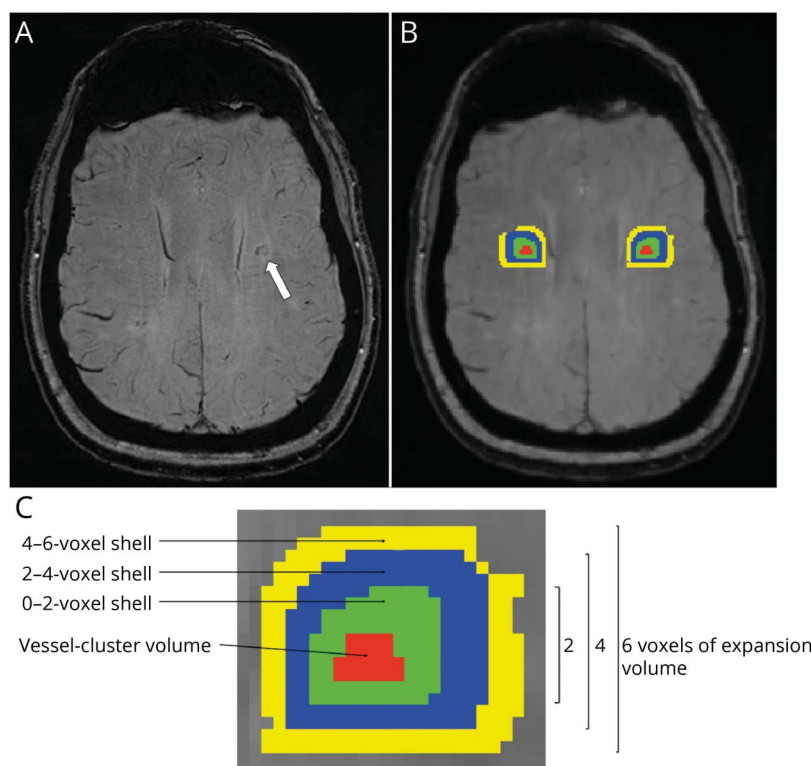 A
B
C
4–6-voxel shell
2–4-voxel shell
0–2-voxel shell
Vessel-cluster volume
2
4
6 voxels of expansion
volume